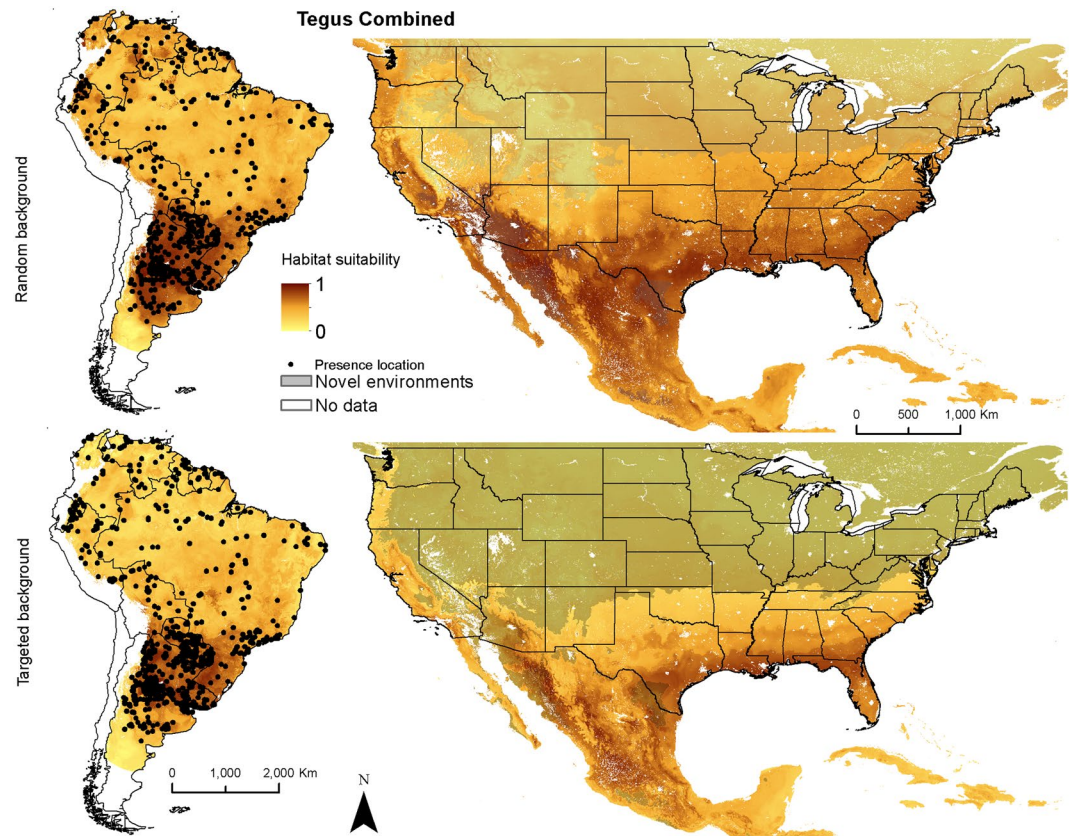 Tegus Combined
Random background
Habitat suitability
1
0
Presence location
Novel environments
No data
0 500 1,000 Km
Targeted background
0 1,000 2,000 Km
N